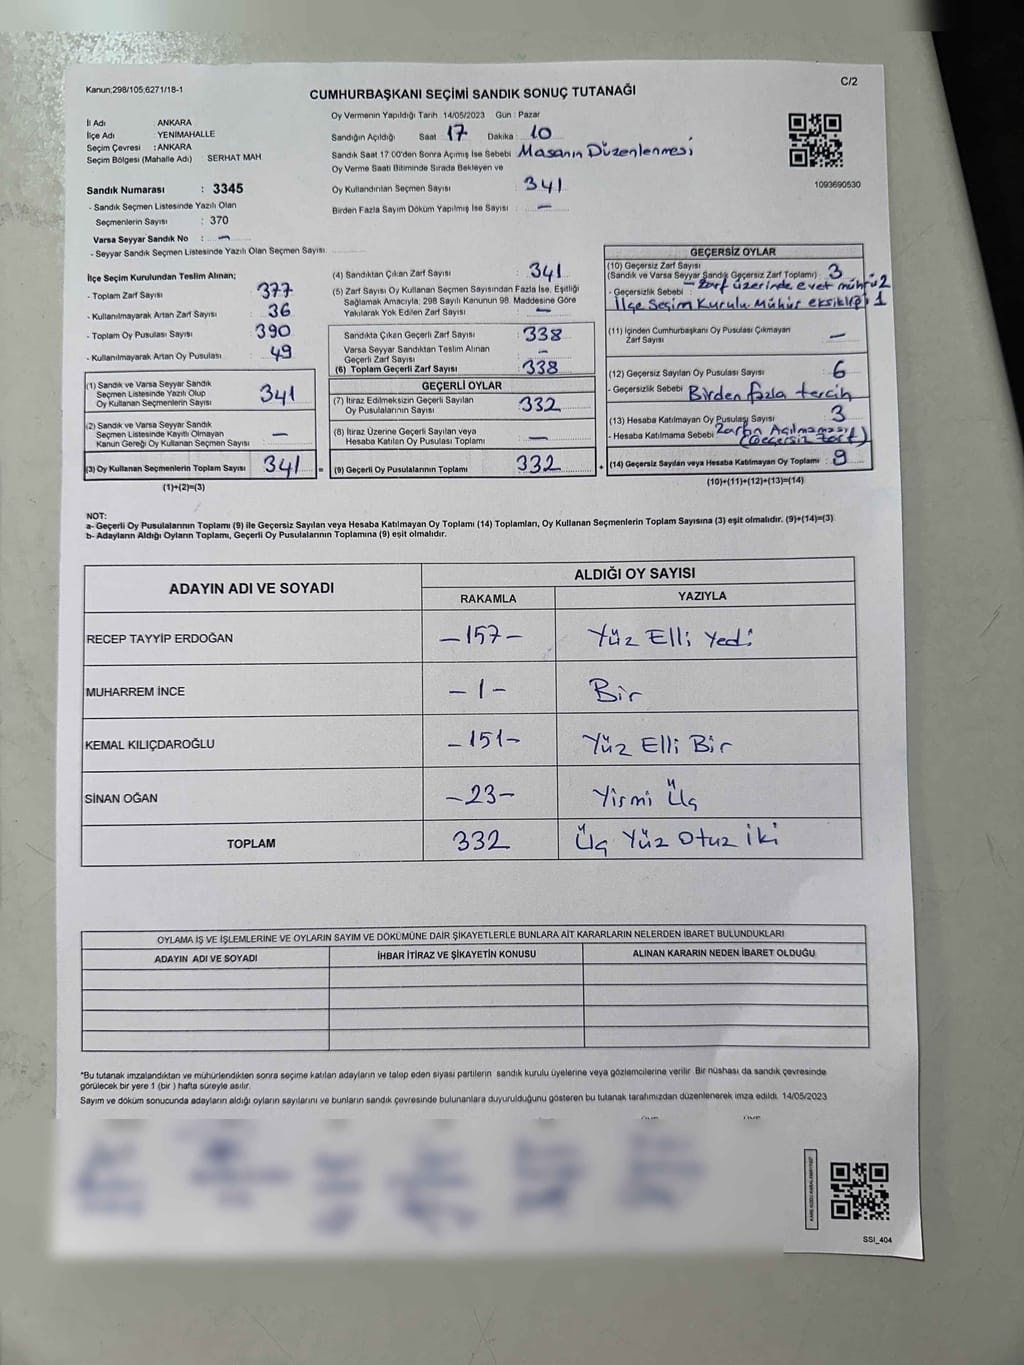 Kanun;298/105;6271/18-1
C/2
CUMHURBAŞKANI SEÇİMİ SANDIK SONUÇ TUTANAĞI
İl Adı : ANKARA
İlçe Adı : YENİMAHALLE
Seçim Çevresi : ANKARA
Seçim Bölgesi (Mahalle Adı) : SERHAT MAH
Oy Vermenin Yapıldığı Tarih 14/05/2023 Gün : Pazar
Sandığın Açıldığı Saat 17 Dakika : 10
Sandık Saat 17:00'den Sonra Açımış İse Sebebi Masanın Düzenlenmesi
Oy Verme Saati Bitiminde Sırada Bekleyen ve
Oy Kullandırılan Seçmen Sayısı : 341
Birden Fazla Sayım Döküm Yapılmış İse Sayısı : —
1093690530
Sandık Numarası : 3345
- Sandık Seçmen Listesinde Yazılı Olan
Seçmenlerin Sayısı : 370
Varsa Seyyar Sandık No : —
- Seyyar Sandık Seçmen Listesinde Yazılı Olan Seçmen Sayısı
İlçe Seçim Kurulundan Teslim Alınan;
- Toplam Zarf Sayısı : 377
- Kullanılmayarak Artan Zarf Sayısı : 36
- Toplam Oy Pusulası Sayısı : 390
- Kullanılmayarak Artan Oy Pusulası : 49
(1) Sandık ve Varsa Seyyar Sandık
Seçmen Listesinde Yazılı Olup
Oy Kullanan Seçmenlerin Sayısı : 341
(2) Sandık ve Varsa Seyyar Sandık
Seçmen Listesinde Kayıtlı Olmayan
Kanun Gereği Oy Kullanan Seçmen Sayısı : —
(3) Oy Kullanan Seçmenlerin Toplam Sayısı : 341
(1)+(2)=(3)
(4) Sandıktan Çıkan Zarf Sayısı : 341
(5) Zarf Sayısı Oy Kullanan Seçmen Sayısından Fazla İse, Eşitliği
Sağlamak Amacıyla; 298 Sayılı Kanunun 98. Maddesine Göre
Yakılarak Yok Edilen Zarf Sayısı : —
Sandıkta Çıkan Geçerli Zarf Sayısı : 338
Varsa Seyyar Sandıktan Teslim Alınan
Geçerli Zarf Sayısı : —
(6) Toplam Geçerli Zarf Sayısı : 338
GEÇERLİ OYLAR
(7) İtiraz Edilmeksizin Geçerli Sayılan
Oy Pusulalarının Sayısı : 332
(8) İtiraz Üzerine Geçerli Sayılan veya
Hesaba Katılan Oy Pusulası Toplamı : —
= (9) Geçerli Oy Pusulalarının Toplamı : 332 +
GEÇERSİZ OYLAR
(10) Geçersiz Zarf Sayısı
(Sandık ve Varsa Seyyar Sandık Geçersiz Zarf Toplamı) : 3
- Geçersizlik Sebebi : - Zarf üzerinde evet mührü 2
İlçe Seçim Kurulu Mühür eksikliği 1
(11) İçinden Cumhurbaşkanı Oy Pusulası Çıkmayan
Zarf Sayısı : —
(12) Geçersiz Sayılan Oy Pusulası Sayısı : 6
- Geçersizlik Sebebi : Birden fazla tercih
(13) Hesaba Katılmayan Oy Pusulası Sayısı : 3
- Hesaba Katılmama Sebebi : Zarfın Açılmaması
(Geçersiz Zarf)
(14) Geçersiz Sayılan veya Hesaba Katılmayan Oy Toplamı : 9
(10)+(11)+(12)+(13)=(14)
NOT:
a- Geçerli Oy Pusulalarının Toplamı (9) ile Geçersiz Sayılan veya Hesaba Katılmayan Oy Toplamı (14) Toplamları, Oy Kullanan Seçmenlerin Toplam Sayısına (3) eşit olmalıdır. (9)+(14)=(3)
b- Adayların Aldığı Oyların Toplamı, Geçerli Oy Pusulalarının Toplamına (9) eşit olmalıdır.
ADAYIN ADI VE SOYADI
ALDIĞI OY SAYISI
RAKAMLA YAZIYLA
RECEP TAYYİP ERDOĞAN -157- Yüz Elli Yedi
MUHARREM İNCE -1- Bir
KEMAL KILIÇDAROĞLU -151- Yüz Elli Bir
SİNAN OĞAN -23- Yirmi Üç
TOPLAM 332 Üç Yüz Otuz iki
OYLAMA İŞ VE İŞLEMLERİNE VE OYLARIN SAYIM VE DÖKÜMÜNE DAİR ŞİKAYETLERLE BUNLARA AİT KARARLARIN NELERDEN İBARET BULUNDUKLARI
ADAYIN ADI VE SOYADI İHBAR İTİRAZ VE ŞİKAYETİN KONUSU ALINAN KARARIN NEDEN İBARET OLDUĞU
*Bu tutanak imzalandıktan ve mühürlendikten sonra seçime katılan adayların ve talep eden siyasi partilerin sandık kurulu üyelerine veya gözlemcilerine verilir. Bir nüshası da sandık çevresinde
görülecek bir yere 1 (bir ) hafta süreyle asılır.
Sayım ve döküm sonucunda adayların aldığı oyların sayılarını ve bunların sandık çevresinde bulunanlara duyurulduğunu gösteren bu tutanak tarafımızdan düzenlenerek imza edildi. 14/05/2023
SSI_404